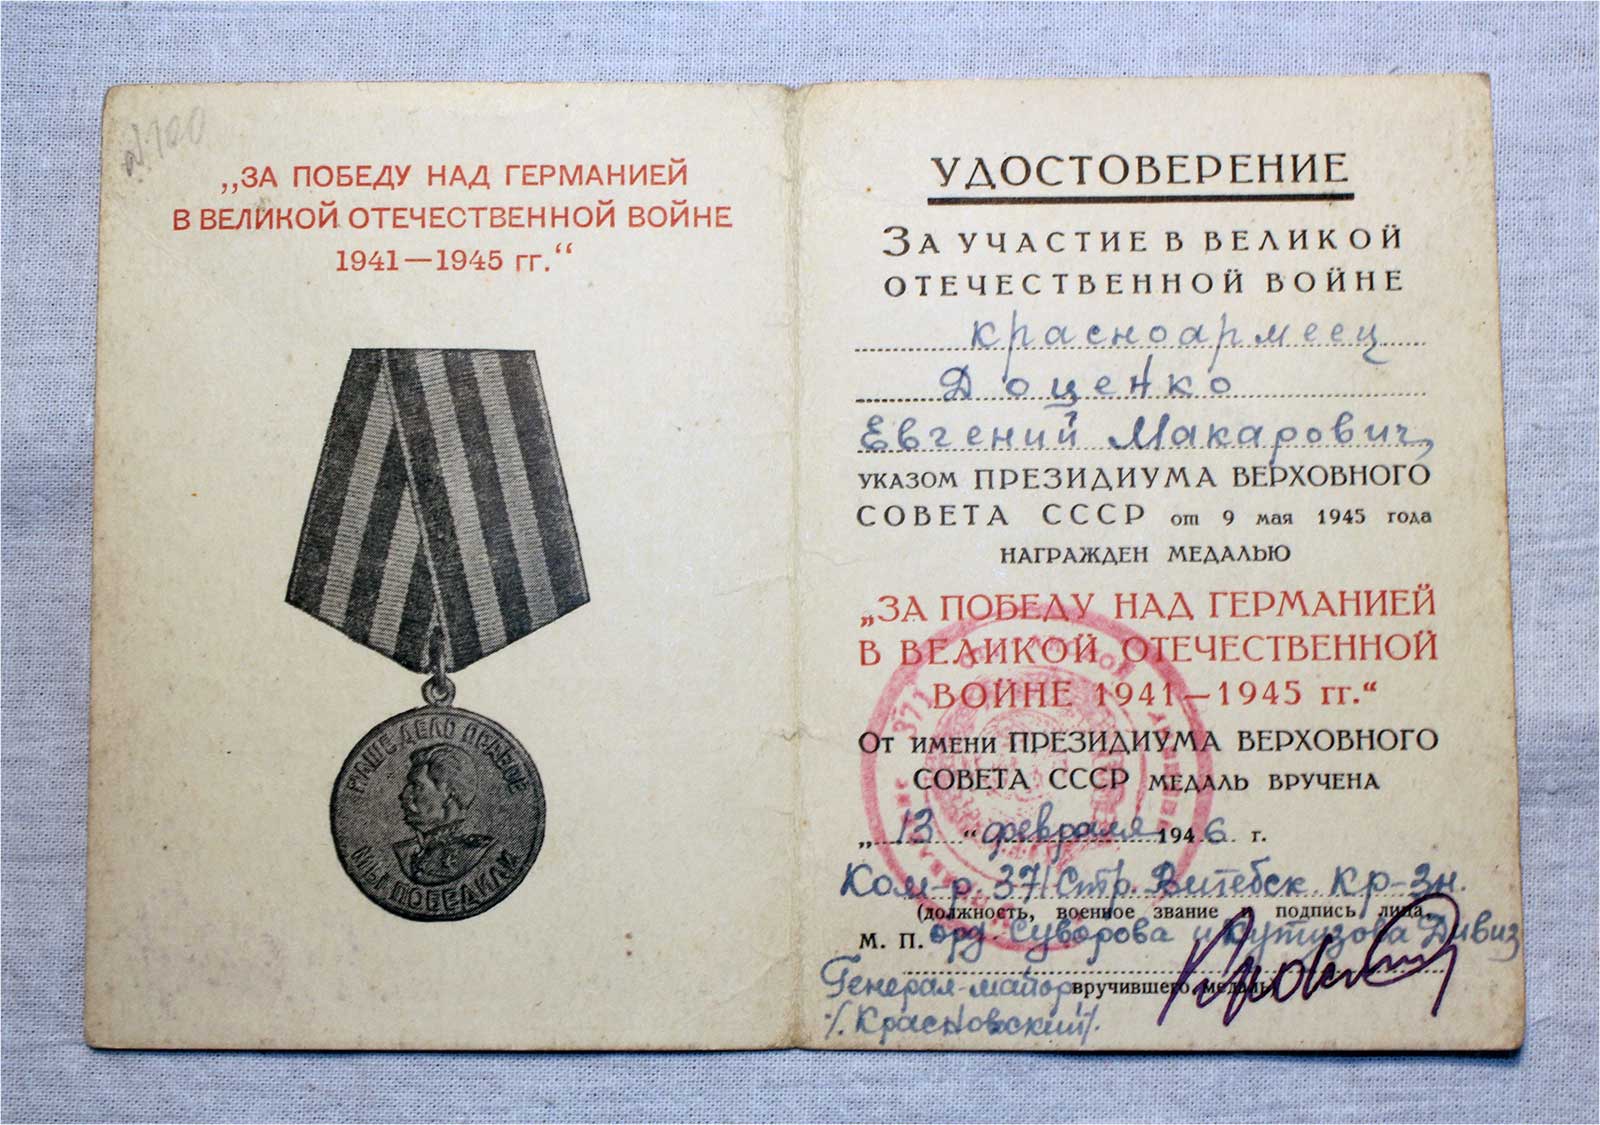 №100
„ЗА ПОБЕДУ НАД ГЕРМАНИЕЙ
В ВЕЛИКОЙ ОТЕЧЕСТВЕННОЙ ВОЙНЕ
1941—1945 гг.“
НАШЕ ДЕЛО ПРАВОЕ
МЫ ПОБЕДИЛИ
УДОСТОВЕРЕНИЕ
ЗА УЧАСТИЕ В ВЕЛИКОЙ
ОТЕЧЕСТВЕННОЙ ВОЙНЕ
красноармеец
Доценко
Евгений Макарович
УКАЗОМ ПРЕЗИДИУМА ВЕРХОВНОГО
СОВЕТА СССР от 9 мая 1945 года
НАГРАЖДЕН МЕДАЛЬЮ
„ЗА ПОБЕДУ НАД ГЕРМАНИЕЙ
В ВЕЛИКОЙ ОТЕЧЕСТВЕННОЙ
ВОЙНЕ 1941—1945 гг.“
ОТ ИМЕНИ ПРЕЗИДИУМА ВЕРХОВНОГО
СОВЕТА СССР МЕДАЛЬ ВРУЧЕНА
„13“ февраля 1946 г.
Ком-р. 371 Стр. Витебск. Кр-Зн.
(должность, военное звание и подпись лица,
М. П. орд. Суворова и Кутузова Дивиз
Генерал-майор вручившего медаль)
/. Красновский/.